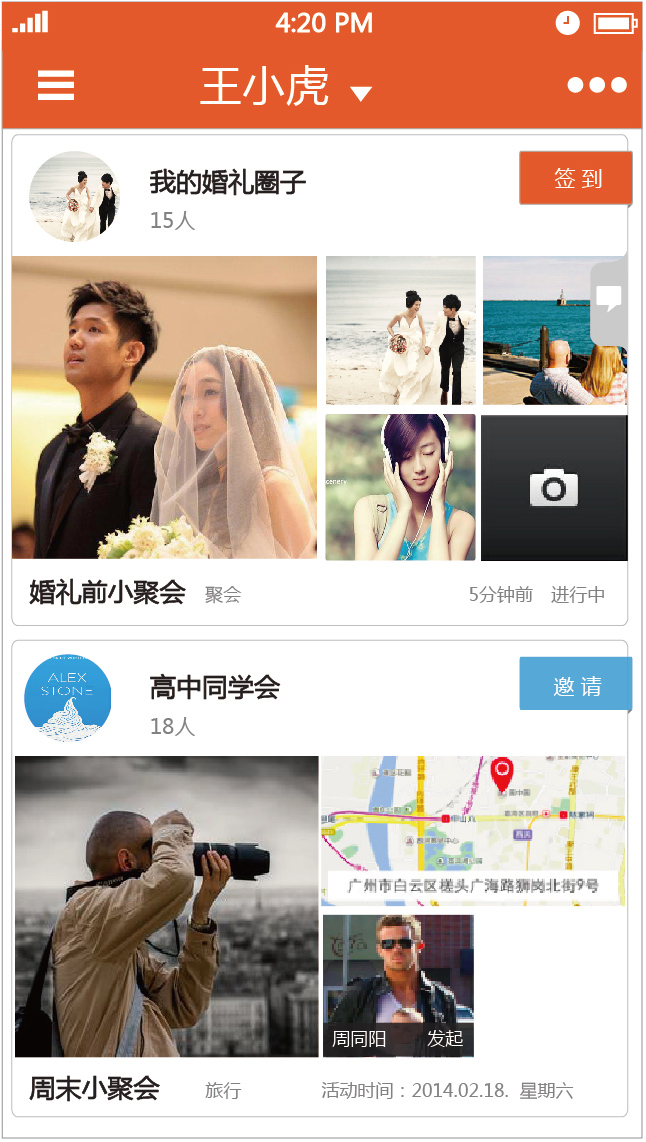 4:20 PM
王小虎
我的婚礼圈子
签到
15人
cenery
婚礼前小聚会 聚会 5分钟前 进行中
ALEX
STONE
高中同学会
邀请
18人
广州市白云区槎头广海路狮岗北街9号
周同阳 发起
周末小聚会 旅行 活动时间：2014.02.18. 星期六